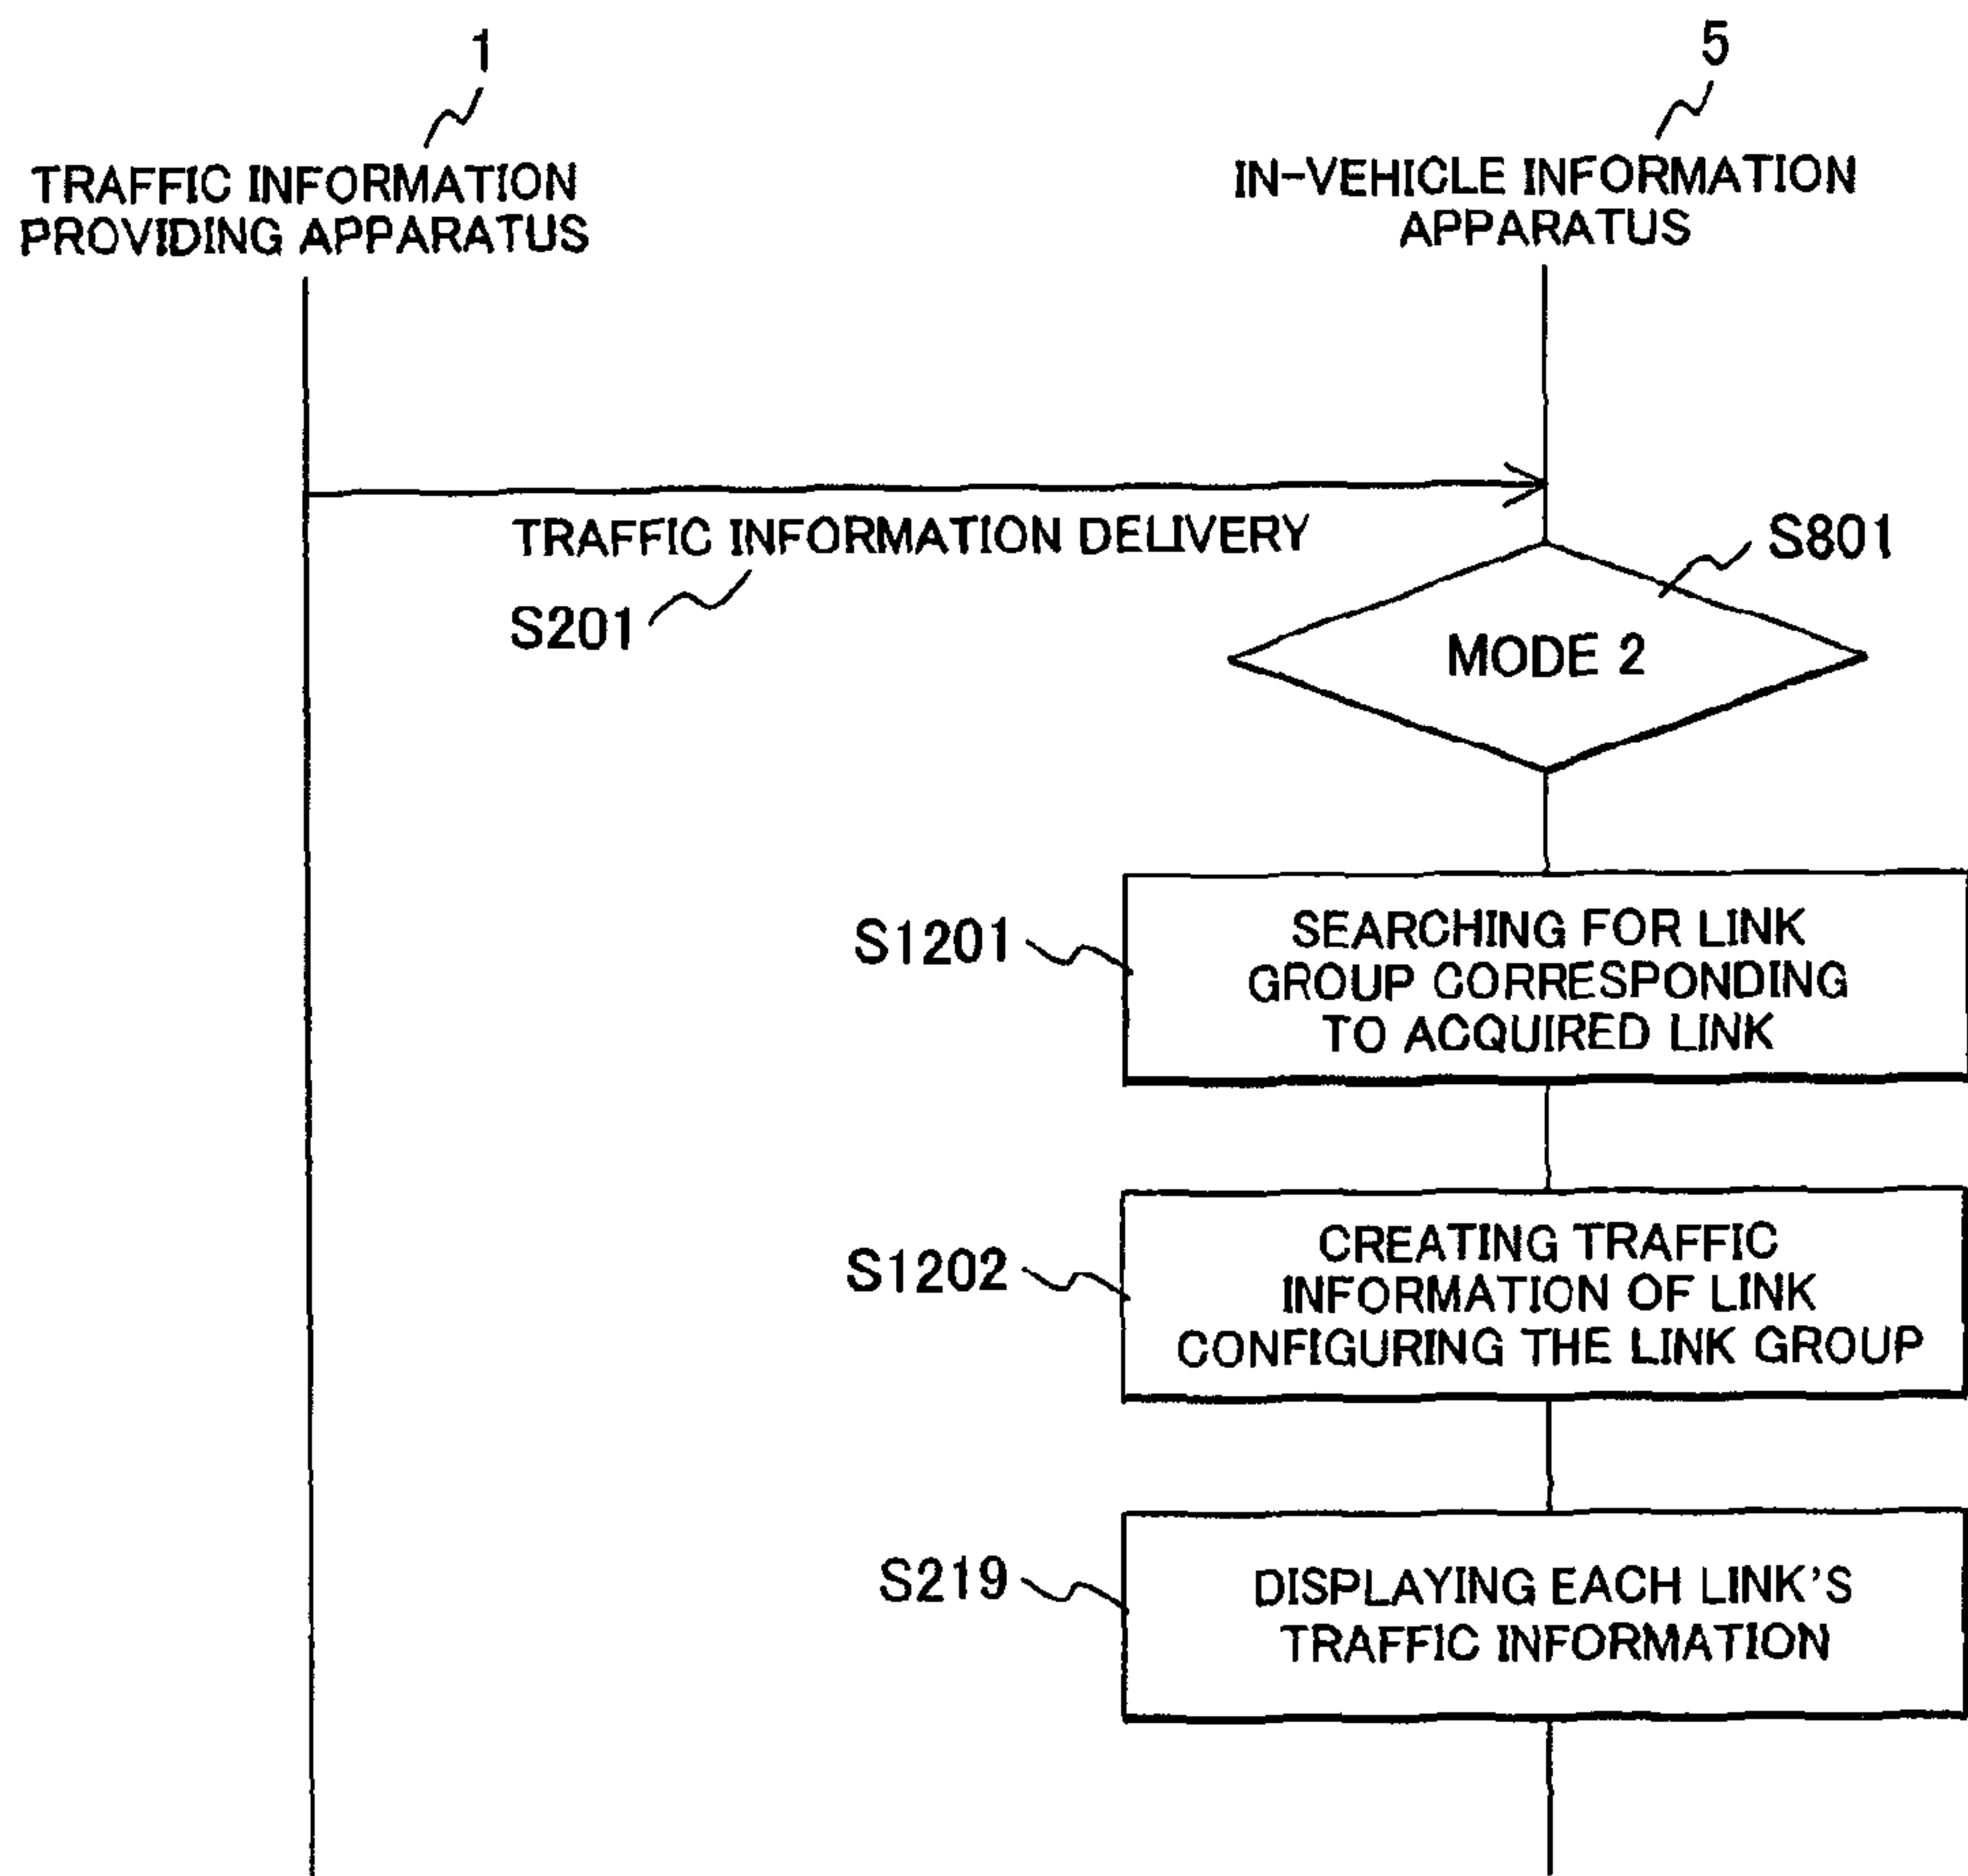 1
TRAFFIC INFORMATION
PROVIDING APPARATUS
5
IN-VEHICLE INFORMATION
APPARATUS
TRAFFIC INFORMATION DELIVERY
S201
S801
MODE 2
S1201
SEARCHING FOR LINK
GROUP CORRESPONDING
TO ACQUIRED LINK
S1202
CREATING TRAFFIC
INFORMATION OF LINK
CONFIGURING THE LINK GROUP
S219
DISPLAYING EACH LINK'S
TRAFFIC INFORMATION